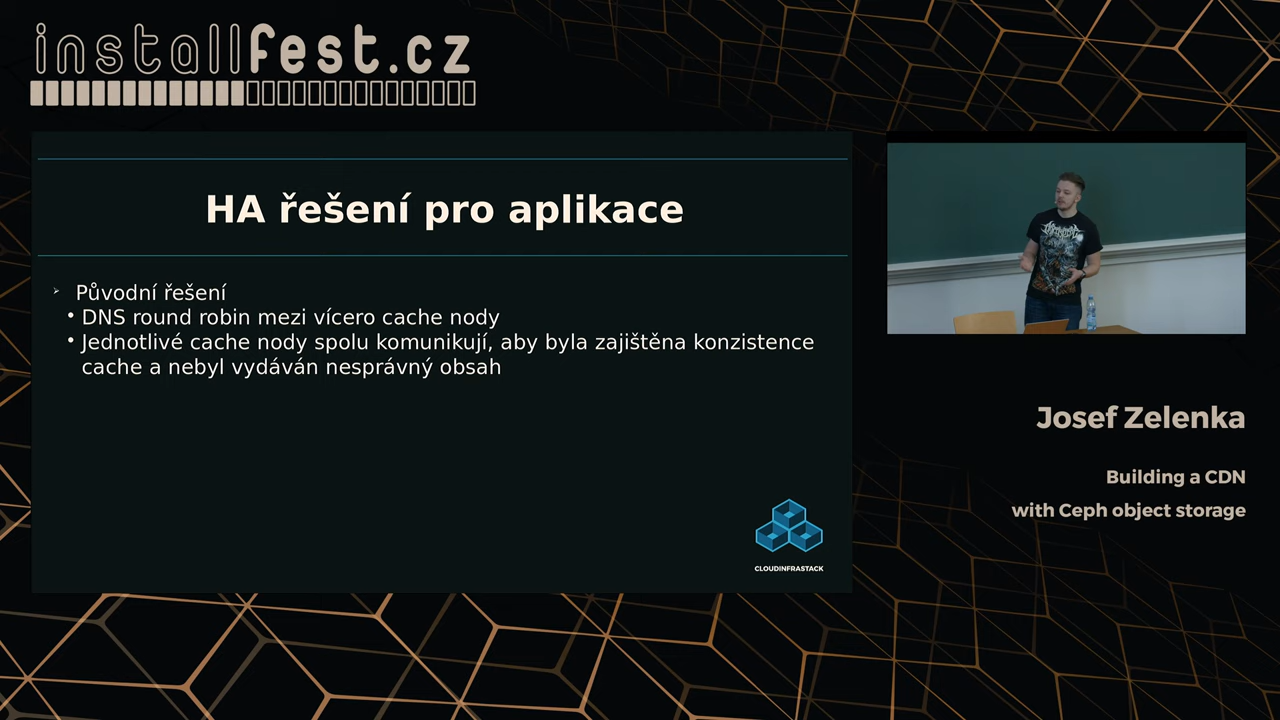 installfest.cz
HA řešení pro aplikace
Původní řešení
DNS round robin mezi vícero cache nody
Jednotlivé cache nody spolu komunikují, aby byla zajištěna konzistence
cache a nebyl vydáván nesprávný obsah
CLOUDINFRASTACK
Josef Zelenka
Building a CDN
with Ceph object storage